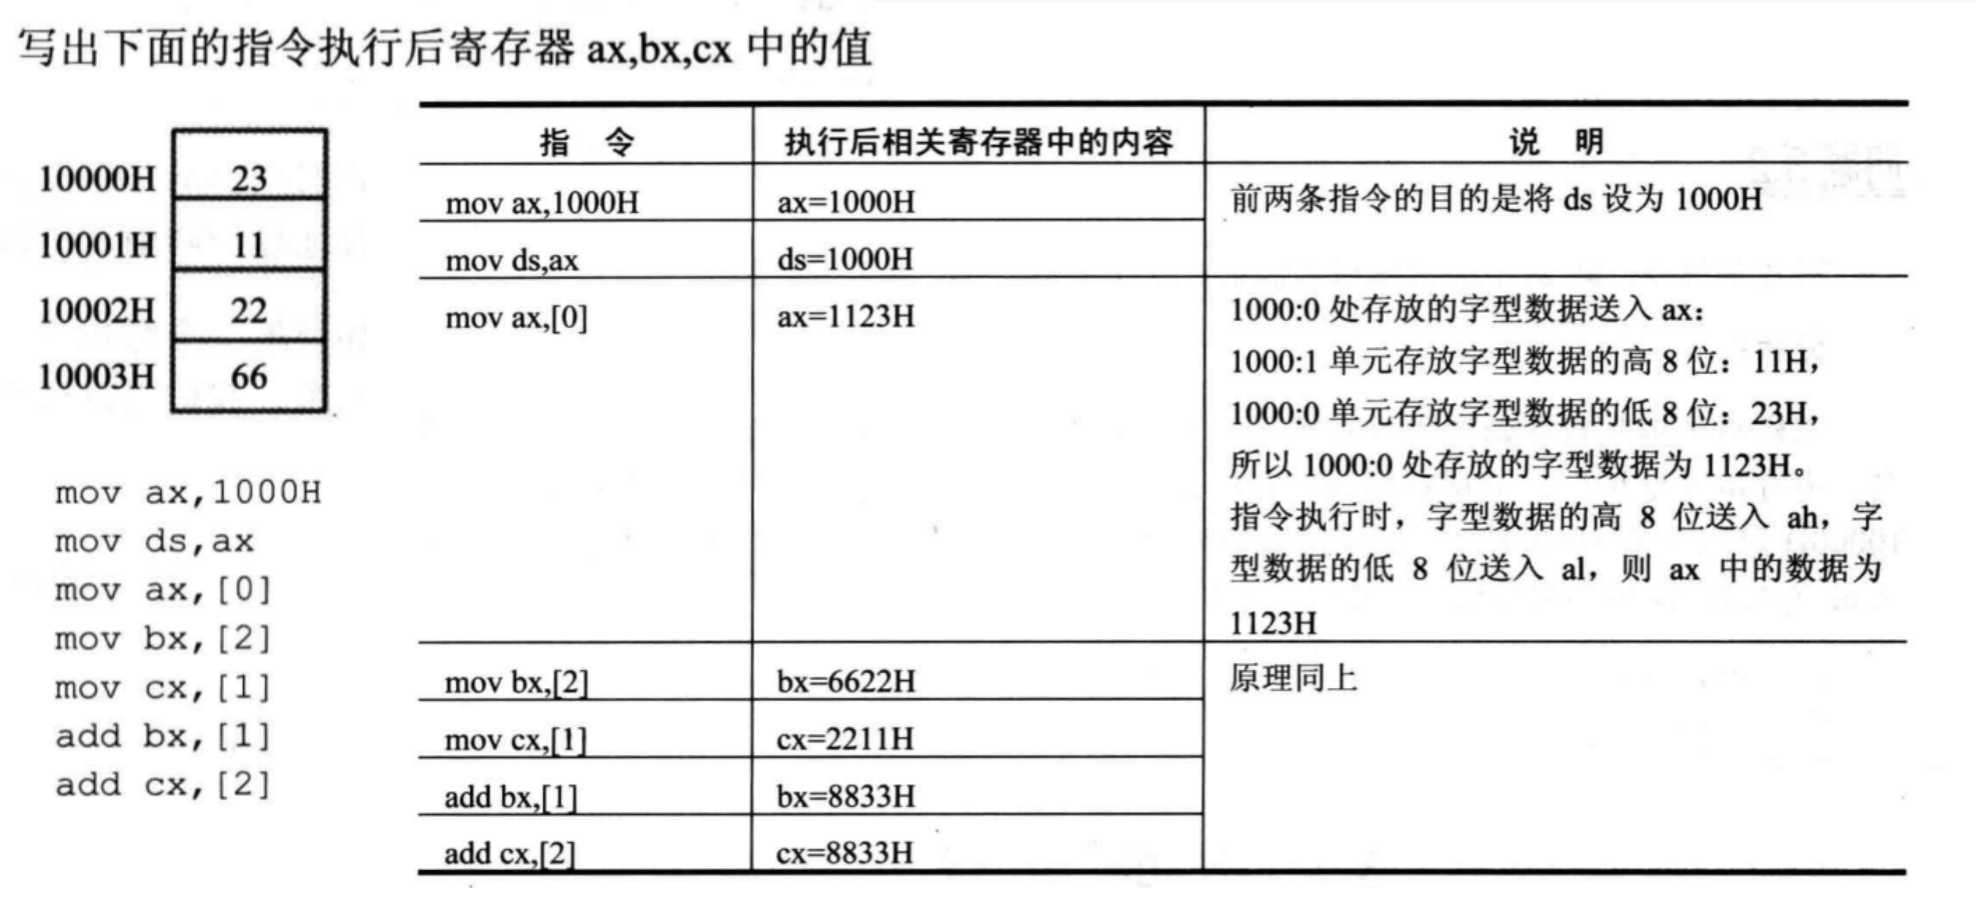 写出下面的指令执行后寄存器 ax,bx,cx 中的值
10000H 23
10001H 11
10002H 22
10003H 66
mov ax,1000H
mov ds,ax
mov ax,[0]
mov bx,[2]
mov cx,[1]
add bx,[1]
add cx,[2]
指 令 执行后相关寄存器中的内容 说 明
mov ax,1000H ax=1000H 前两条指令的目的是将 ds 设为 1000H
mov ds,ax ds=1000H
mov ax,[0] ax=1123H 1000:0 处存放的字型数据送入 ax：
1000:1 单元存放字型数据的高 8 位：11H，
1000:0 单元存放字型数据的低 8 位：23H，
所以 1000:0 处存放的字型数据为 1123H。
指令执行时，字型数据的高 8 位送入 ah，字
型数据的低 8 位送入 al，则 ax 中的数据为
1123H
mov bx,[2] bx=6622H 原理同上
mov cx,[1] cx=2211H
add bx,[1] bx=8833H
add cx,[2] cx=8833H